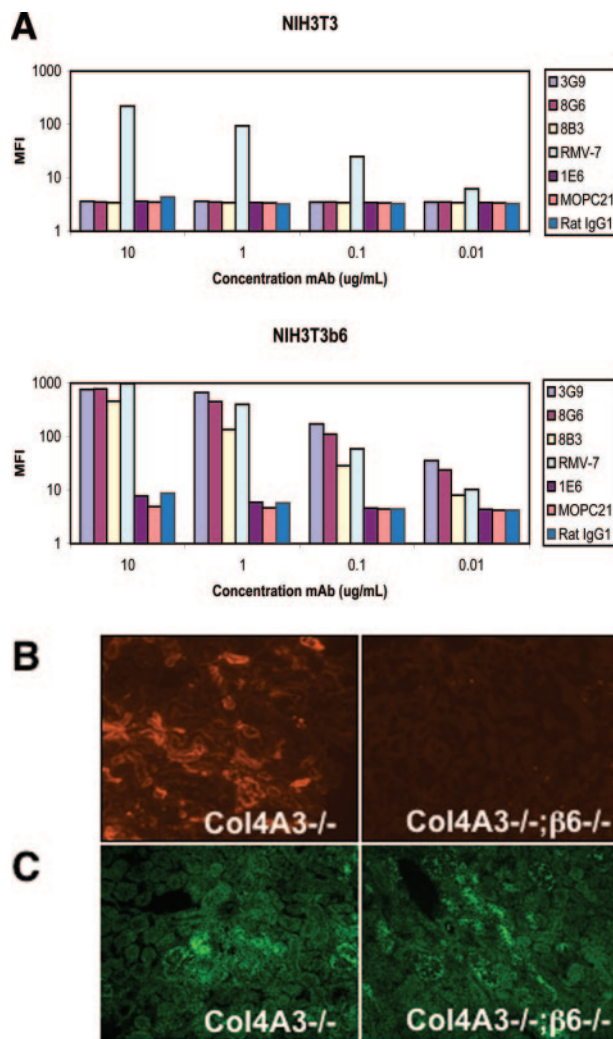 A
NIH3T3
1000
100
10
1
MFI
10 1 0.1 0.01
Concentration mAb (ug/mL)
3G9
8G6
8B3
RMV-7
1E6
MOPC21
Rat IgG1
NIH3T3b6
1000
100
10
1
MFI
10 1 0.1 0.01
Concentration mAb (ug/mL)
3G9
8G6
8B3
RMV-7
1E6
MOPC21
Rat IgG1
B
Col4A3-/- Col4A3-/-;β6-/-
C
Col4A3-/- Col4A3-/-;β6-/-